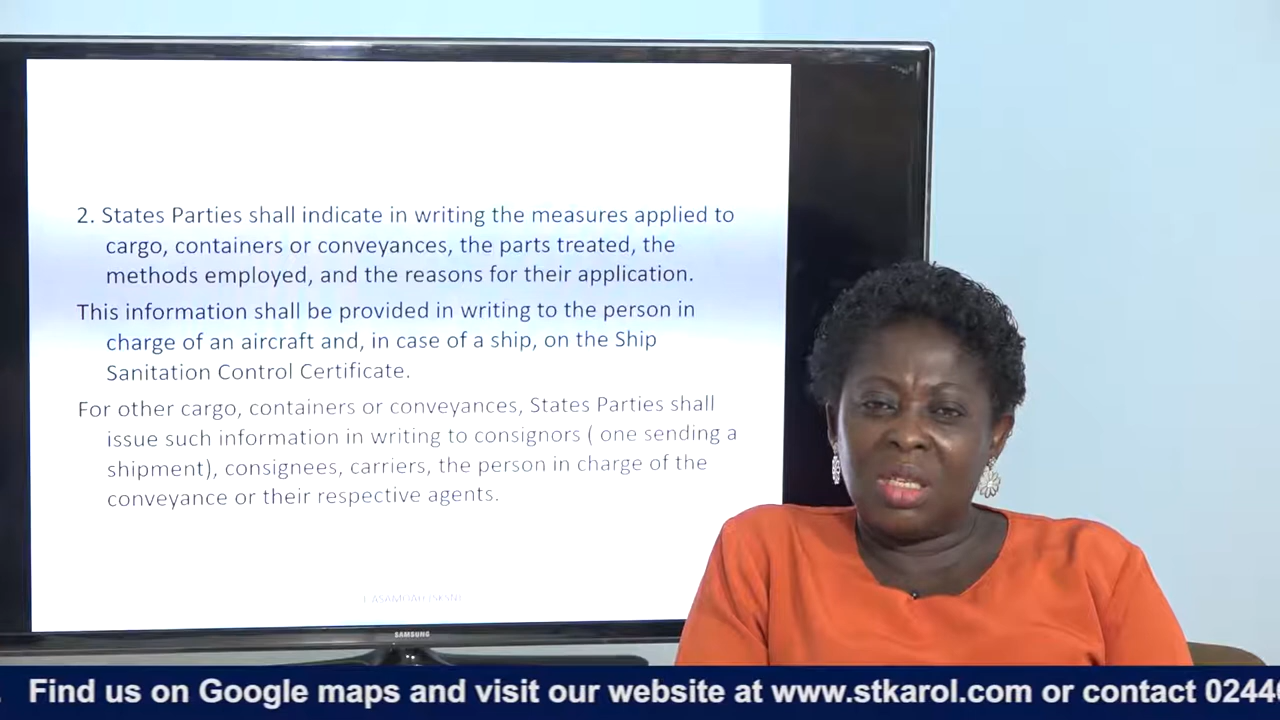 2. States Parties shall indicate in writing the measures applied to
cargo, containers or conveyances, the parts treated, the
methods employed, and the reasons for their application.
This information shall be provided in writing to the person in
charge of an aircraft and, in case of a ship, on the Ship
Sanitation Control Certificate.
For other cargo, containers or conveyances, States Parties shall
issue such information in writing to consignors ( one sending a
shipment), consignees, carriers, the person in charge of the
conveyance or their respective agents.
SAMSUNG
Find us on Google maps and visit our website at www.stkarol.com or contact 0244